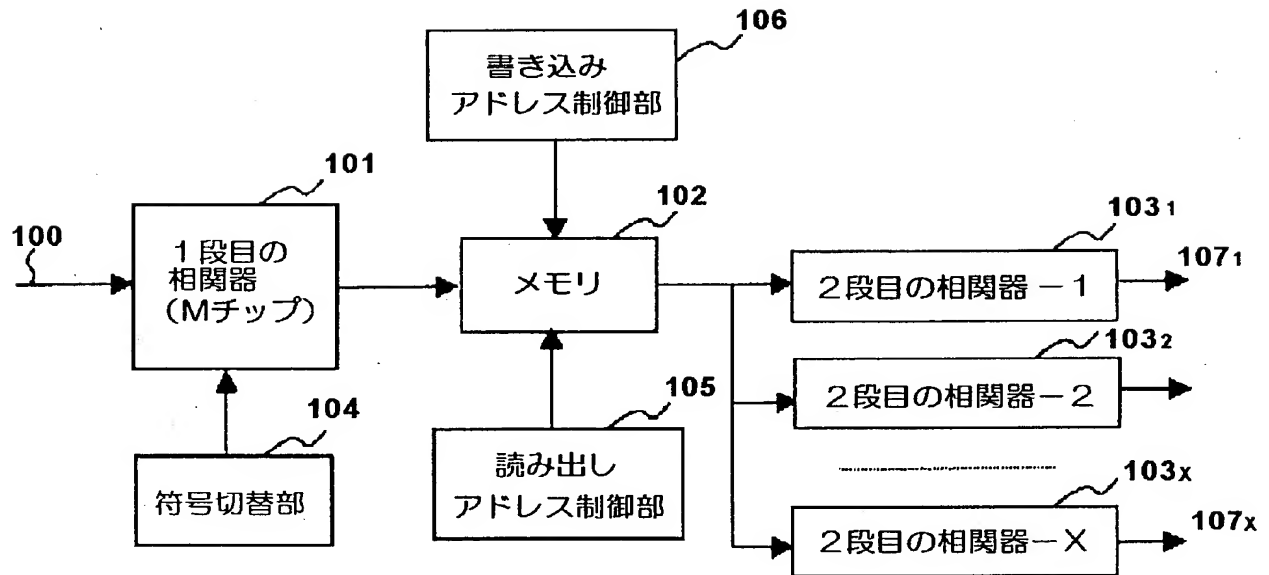 106
書き込み
アドレス制御部
101
102
103₁
100
1段目の
相関器
(Mチップ)
メモリ
2段目の相関器-1
107₁
103₂
2段目の相関器-2
104
105
符号切替部
読み出し
アドレス制御部
103x
2段目の相関器-X
107x